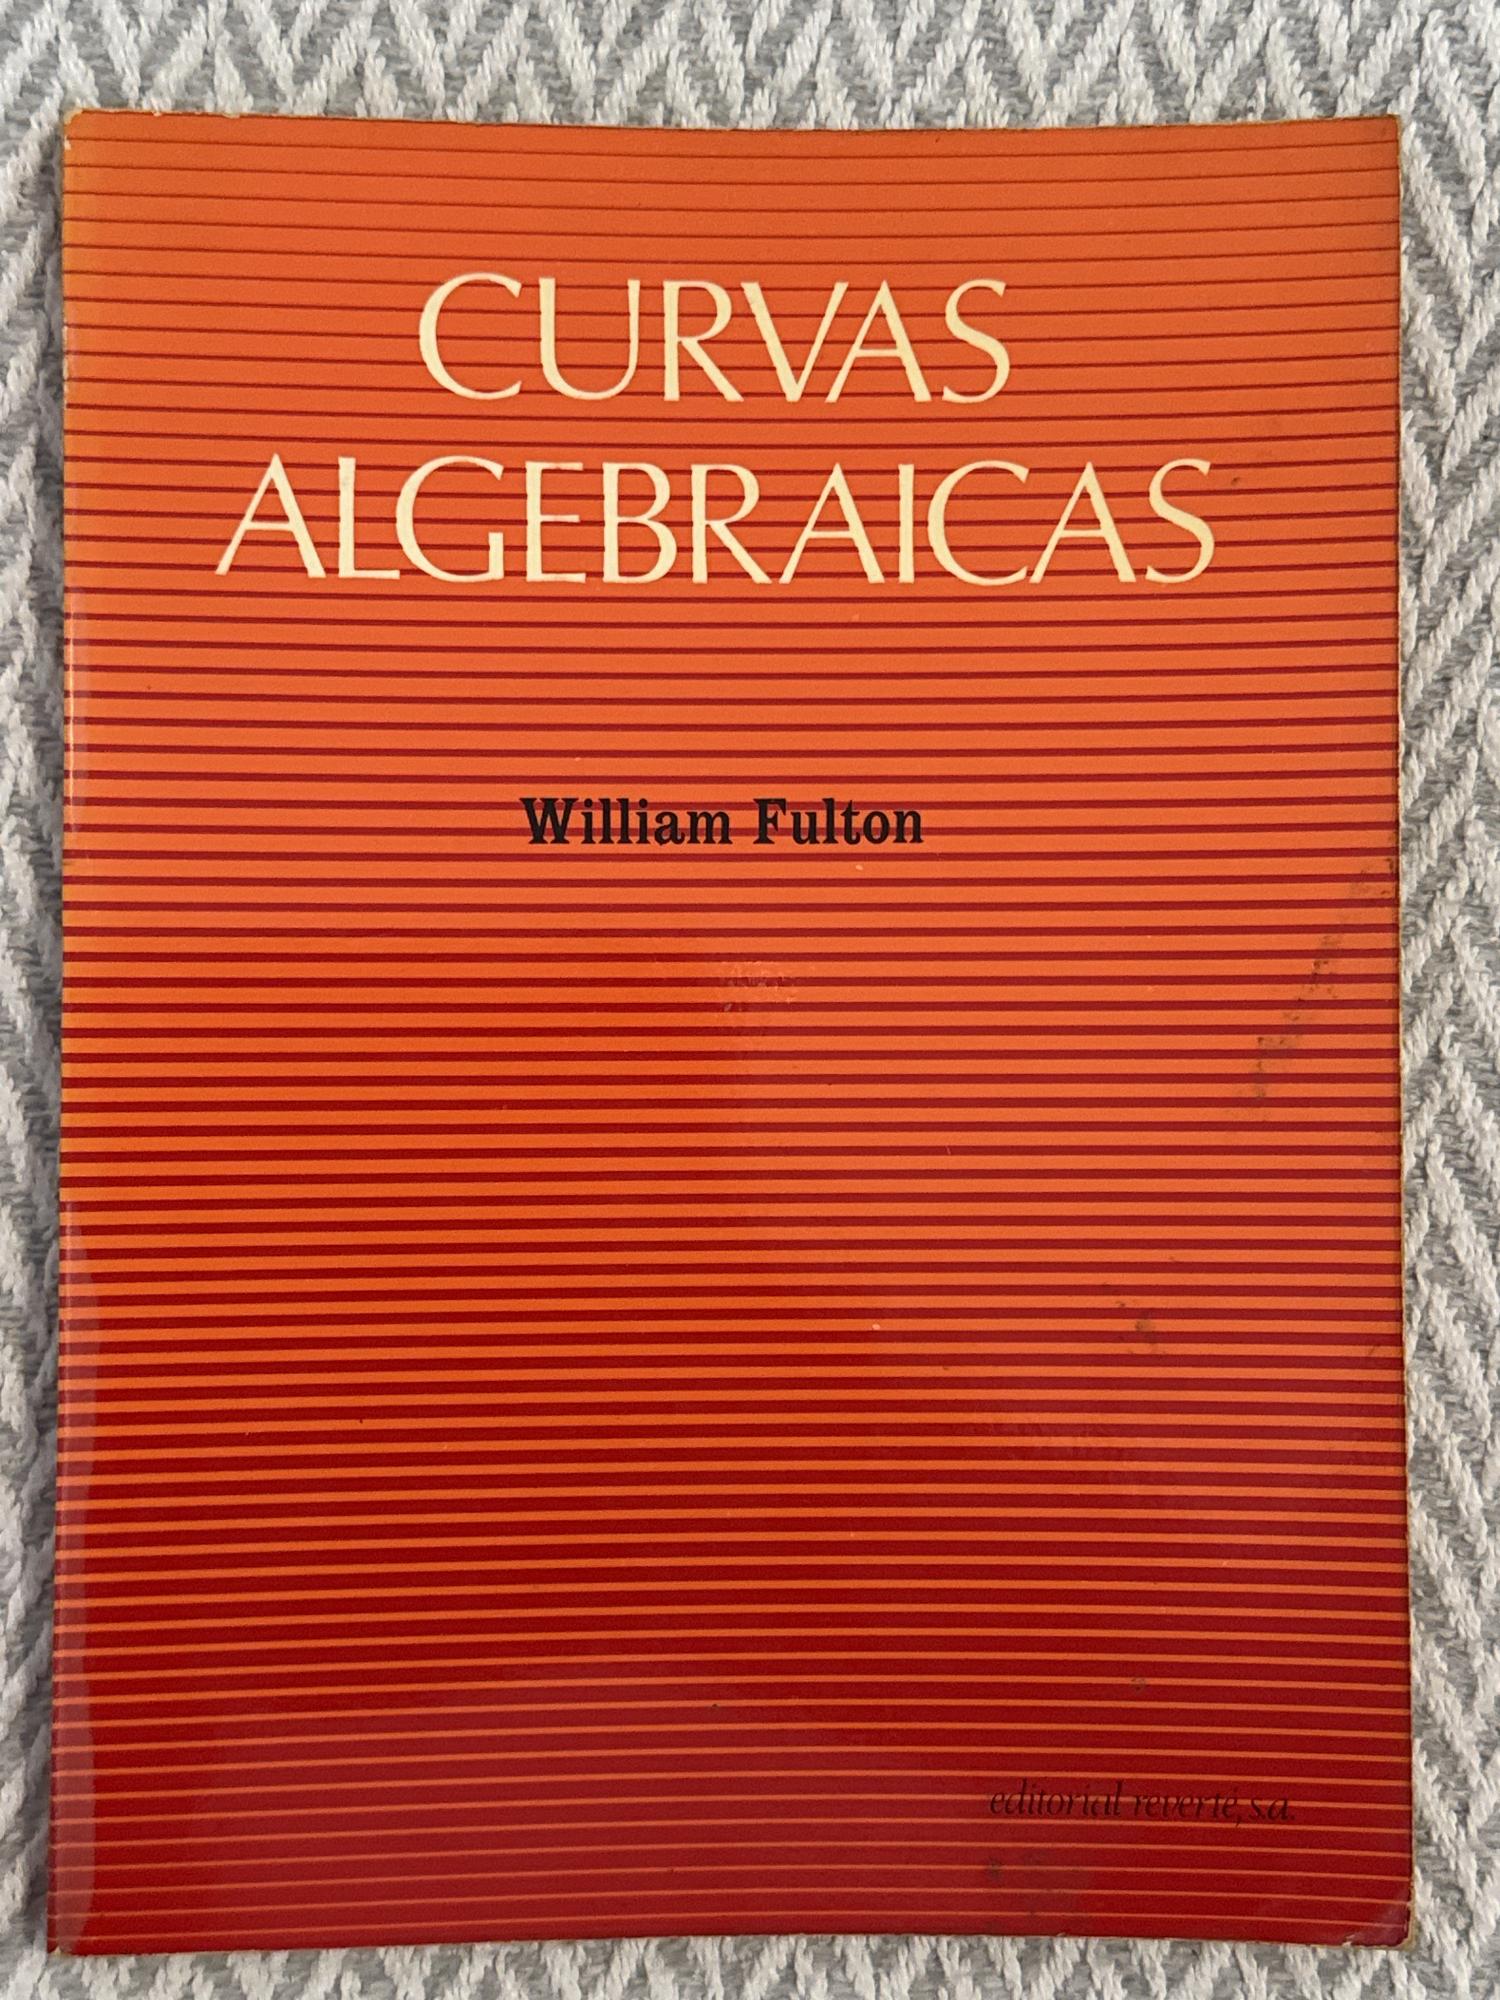 CURVAS
ALGEBRAICAS
William Fulton
editorial reverté, s.a.